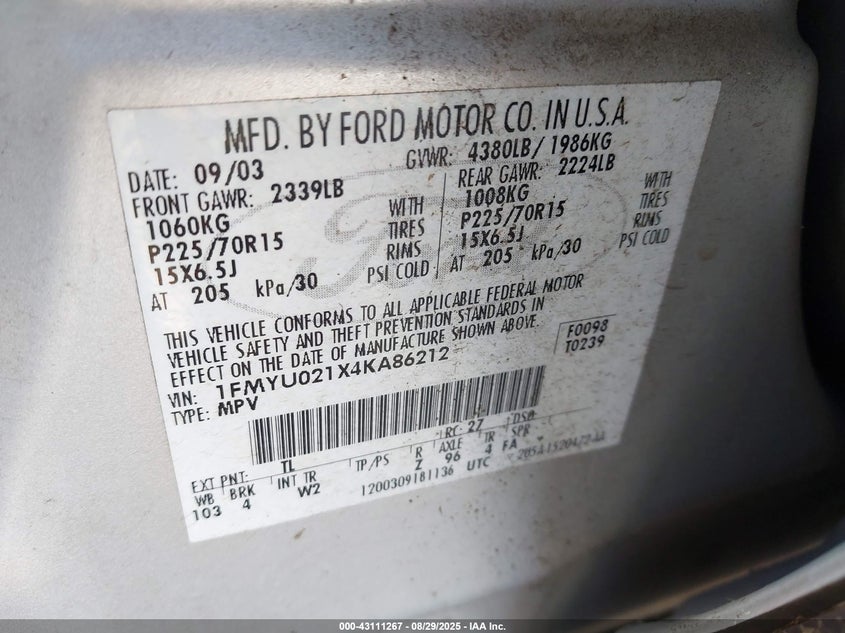 MFD. BY FORD MOTOR CO. IN U.S.A.
DATE: 09/03 GVWR: 4380LB/ 1986KG
FRONT GAWR: 2339LB REAR GAWR: 2224LB
1060KG WITH 1008KG WITH
P225/70R15 TIRES P225/70R15 TIRES
15X6.5J RIMS 15X6.5J RIMS
AT 205 kPa/30 PSI COLD AT 205 kPa/30 PSI COLD
THIS VEHICLE CONFORMS TO ALL APPLICABLE FEDERAL MOTOR
VEHICLE SAFETY AND THEFT PREVENTION STANDARDS IN
EFFECT ON THE DATE OF MANUFACTURE SHOWN ABOVE.
F0098
T0239
VIN: 1FMYU021X4KA86212
TYPE: MPV
RC: 27 DSO:
EXT PNT: TL
WB BRK INT TR TP/PS R AXLE TR SPR
103 4 W2 Z 96 4 FA
1200309181136 UTC
000-43111267 - 08/29/2025 - IAA Inc.